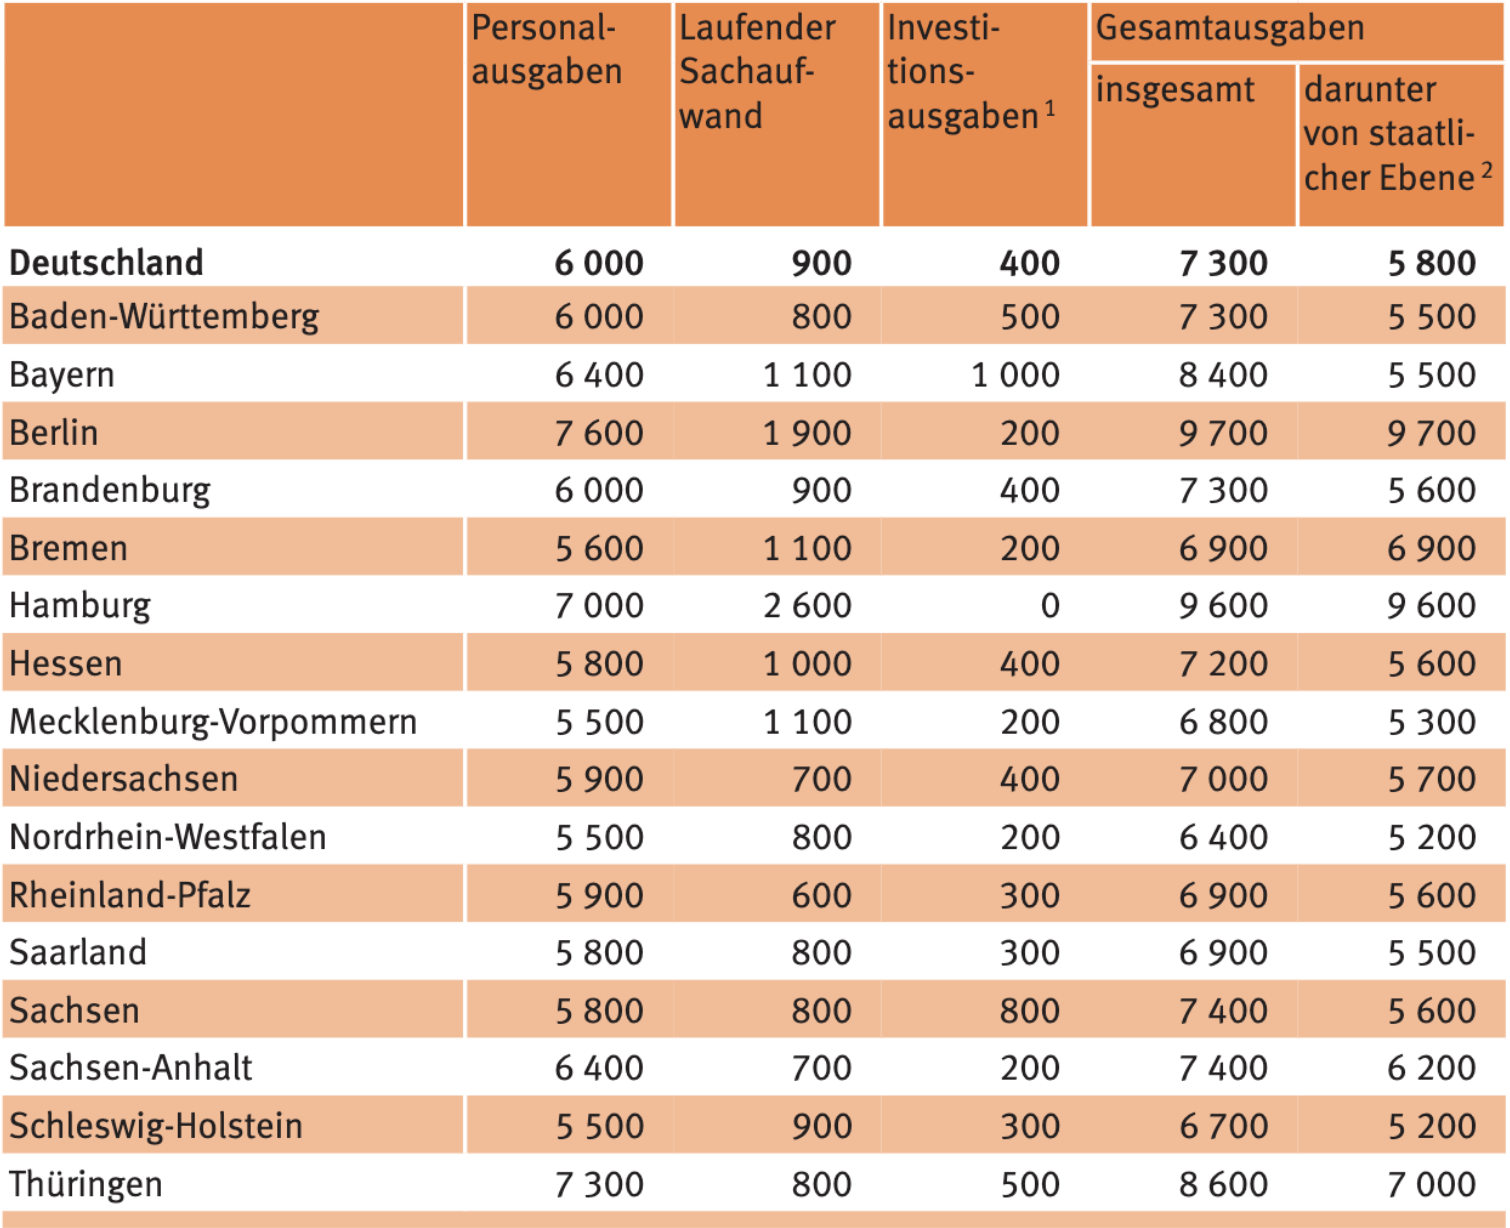 Personal-
ausgaben
Laufender
Sachauf-
wand
Investi-
tions-
ausgaben 1
Gesamtausgaben
insgesamt
darunter
von staatli-
cher Ebene 2
Deutschland 6 000 900 400 7 300 5 800
Baden-Württemberg 6 000 800 500 7 300 5 500
Bayern 6 400 1 100 1 000 8 400 5 500
Berlin 7 600 1 900 200 9 700 9 700
Brandenburg 6 000 900 400 7 300 5 600
Bremen 5 600 1 100 200 6 900 6 900
Hamburg 7 000 2 600 0 9 600 9 600
Hessen 5 800 1 000 400 7 200 5 600
Mecklenburg-Vorpommern 5 500 1 100 200 6 800 5 300
Niedersachsen 5 900 700 400 7 000 5 700
Nordrhein-Westfalen 5 500 800 200 6 400 5 200
Rheinland-Pfalz 5 900 600 300 6 900 5 600
Saarland 5 800 800 300 6 900 5 500
Sachsen 5 800 800 800 7 400 5 600
Sachsen-Anhalt 6 400 700 200 7 400 6 200
Schleswig-Holstein 5 500 900 300 6 700 5 200
Thüringen 7 300 800 500 8 600 7 000